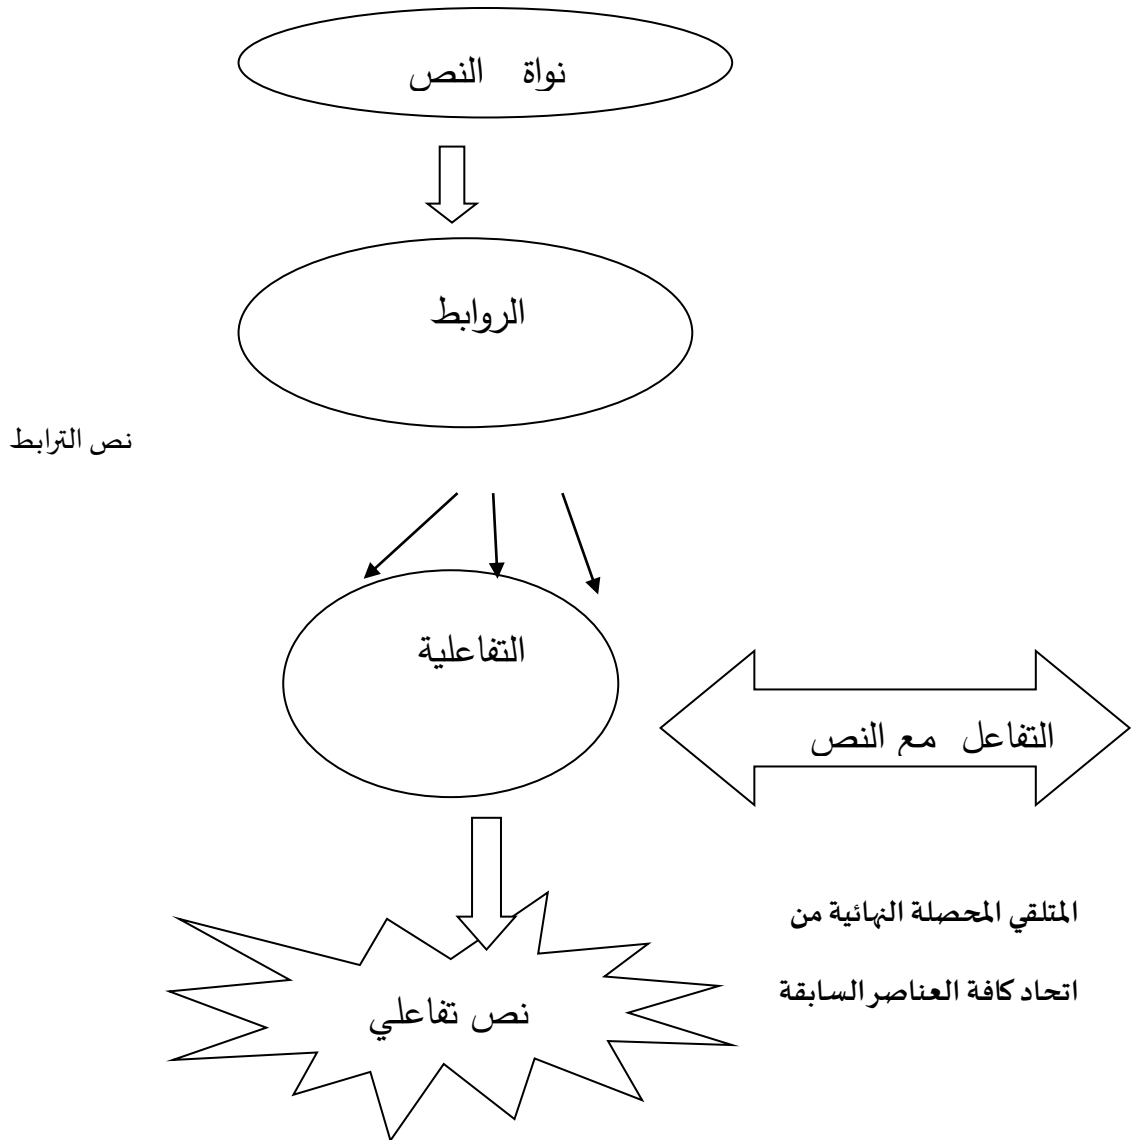 نواة النص
الروابط
نص الترابط
التفاعلية
التفاعل مع النص
المتلقي المحصلة النهائية من
اتحاد كافة العناصر السابقة
نص تفاعلي